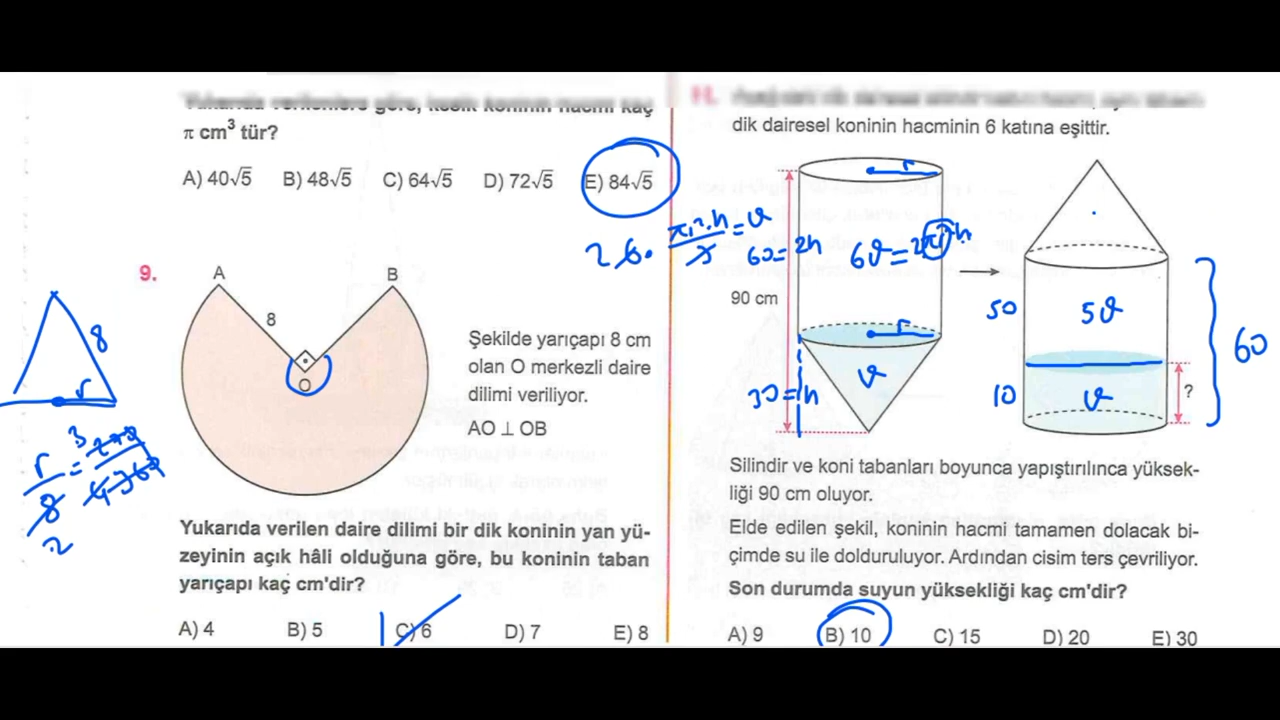 π cm³ tür?
A) 40√5 B) 48√5 C) 64√5 D) 72√5 E) 84√5
9.
A
B
8
O
Şekilde yarıçapı 8 cm
olan O merkezli daire
dilimi veriliyor.
AO ⊥ OB
8
r
r/8 = 3
2
Yukarıda verilen daire dilimi bir dik koninin yan yü-
zeyinin açık hâli olduğuna göre, bu koninin taban
yarıçapı kaç cm'dir?
A) 4 B) 5 C) 6 D) 7 E) 8
11.
dik dairesel koninin hacminin 6 katına eşittir.
r
60 = 2h
90 cm
r
30 = h
50
10
60
?
Silindir ve koni tabanları boyunca yapıştırılınca yüksek-
liği 90 cm oluyor.
Elde edilen şekil, koninin hacmi tamamen dolacak bi-
çimde su ile dolduruluyor. Ardından cisim ters çevriliyor.
Son durumda suyun yüksekliği kaç cm'dir?
A) 9 B) 10 C) 15 D) 20 E) 30